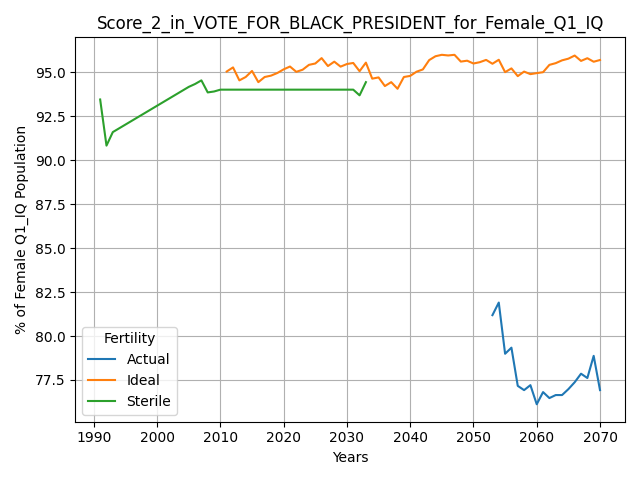 Score_2_in_VOTE_FOR_BLACK_PRESIDENT_for_Female_Q1_IQ
% of Female Q1_IQ Population
95.0
92.5
90.0
87.5
85.0
82.5
80.0
77.5
Fertility
Actual
Ideal
Sterile
1990 2000 2010 2020 2030 2040 2050 2060 2070
Years